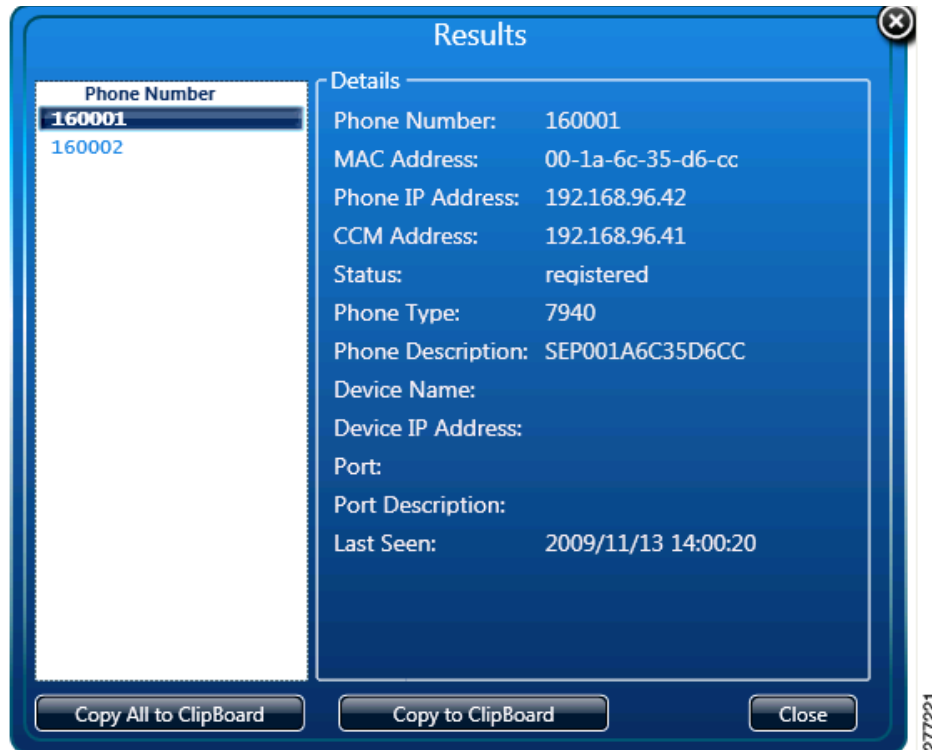 Results
Phone Number
160001
160002
Details
Phone Number: 160001
MAC Address: 00-1a-6c-35-d6-cc
Phone IP Address: 192.168.96.42
CCM Address: 192.168.96.41
Status: registered
Phone Type: 7940
Phone Description: SEP001A6C35D6CC
Device Name:
Device IP Address:
Port:
Port Description:
Last Seen: 2009/11/13 14:00:20
Copy All to ClipBoard
Copy to ClipBoard
Close
277221